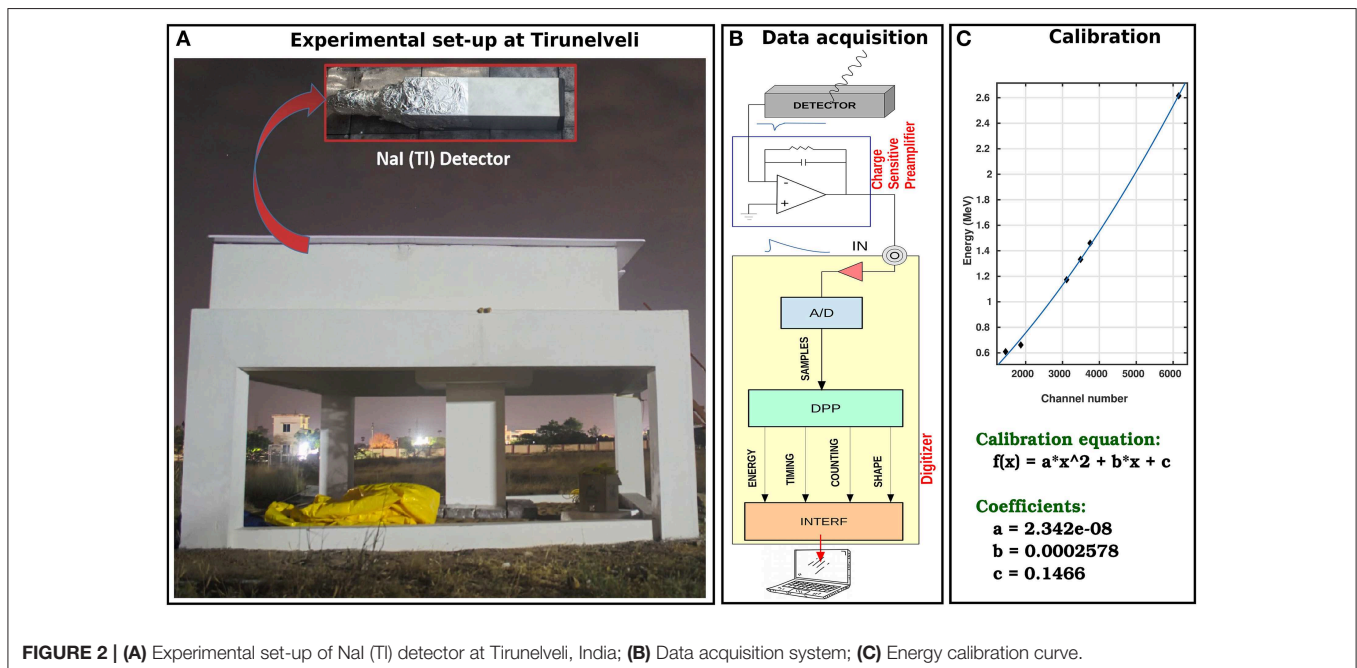 A
Experimental set-up at Tirunelveli
NaI (Tl) Detector
B
Data acquisition
DETECTOR
Charge
Sensitive
Preamplifier
-
+
IN
A/D
SAMPLES
DPP
ENERGY
TIMING
COUNTING
SHAPE
INTERF
Digitizer
C
Calibration
Energy (MeV)
2.6
2.4
2.2
2
1.8
1.6
1.4
1.2
1
0.8
0.6
2000
3000
4000
5000
6000
Channel number
Calibration equation:
f(x) = a*x^2 + b*x + c
Coefficients:
a = 2.342e-08
b = 0.0002578
c = 0.1466
FIGURE 2 | (A) Experimental set-up of NaI (Tl) detector at Tirunelveli, India; (B) Data acquisition system; (C) Energy calibration curve.